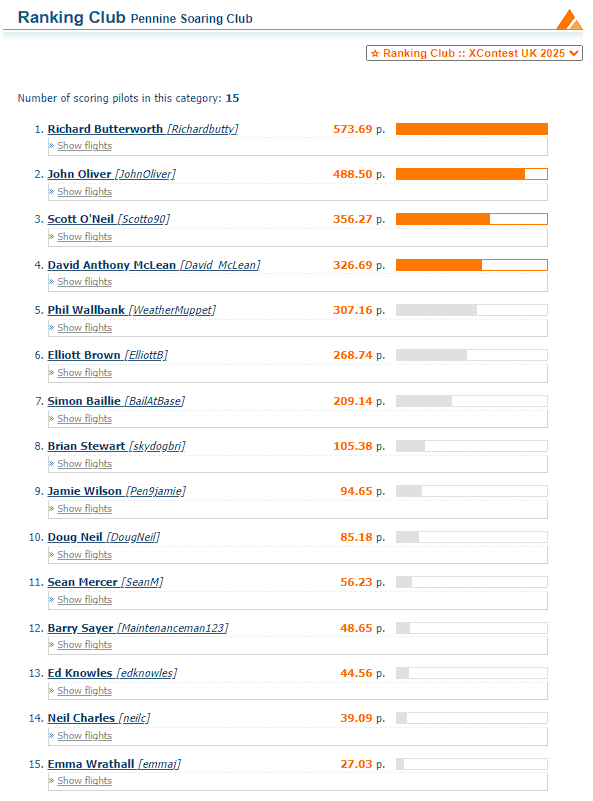 Ranking Club Pennine Soaring Club
☆ Ranking Club :: XContest UK 2025
Number of scoring pilots in this category: 15
1. Richard Butterworth [Richardbutty] 573.69 p.
» Show flights
2. John Oliver [JohnOliver] 488.50 p.
» Show flights
3. Scott O'Neil [Scotto90] 356.27 p.
» Show flights
4. David Anthony McLean [David_McLean] 326.69 p.
» Show flights
5. Phil Wallbank [WeatherMuppet] 307.16 p.
» Show flights
6. Elliott Brown [ElliottB] 268.74 p.
» Show flights
7. Simon Baillie [BailAtBase] 209.14 p.
» Show flights
8. Brian Stewart [skydogbri] 105.38 p.
» Show flights
9. Jamie Wilson [Pen9jamie] 94.65 p.
» Show flights
10. Doug Neil [DougNeil] 85.18 p.
» Show flights
11. Sean Mercer [SeanM] 56.23 p.
» Show flights
12. Barry Sayer [Maintenanceman123] 48.65 p.
» Show flights
13. Ed Knowles [edknowles] 44.56 p.
» Show flights
14. Neil Charles [neilc] 39.09 p.
» Show flights
15. Emma Wrathall [emmaj] 27.03 p.
» Show flights